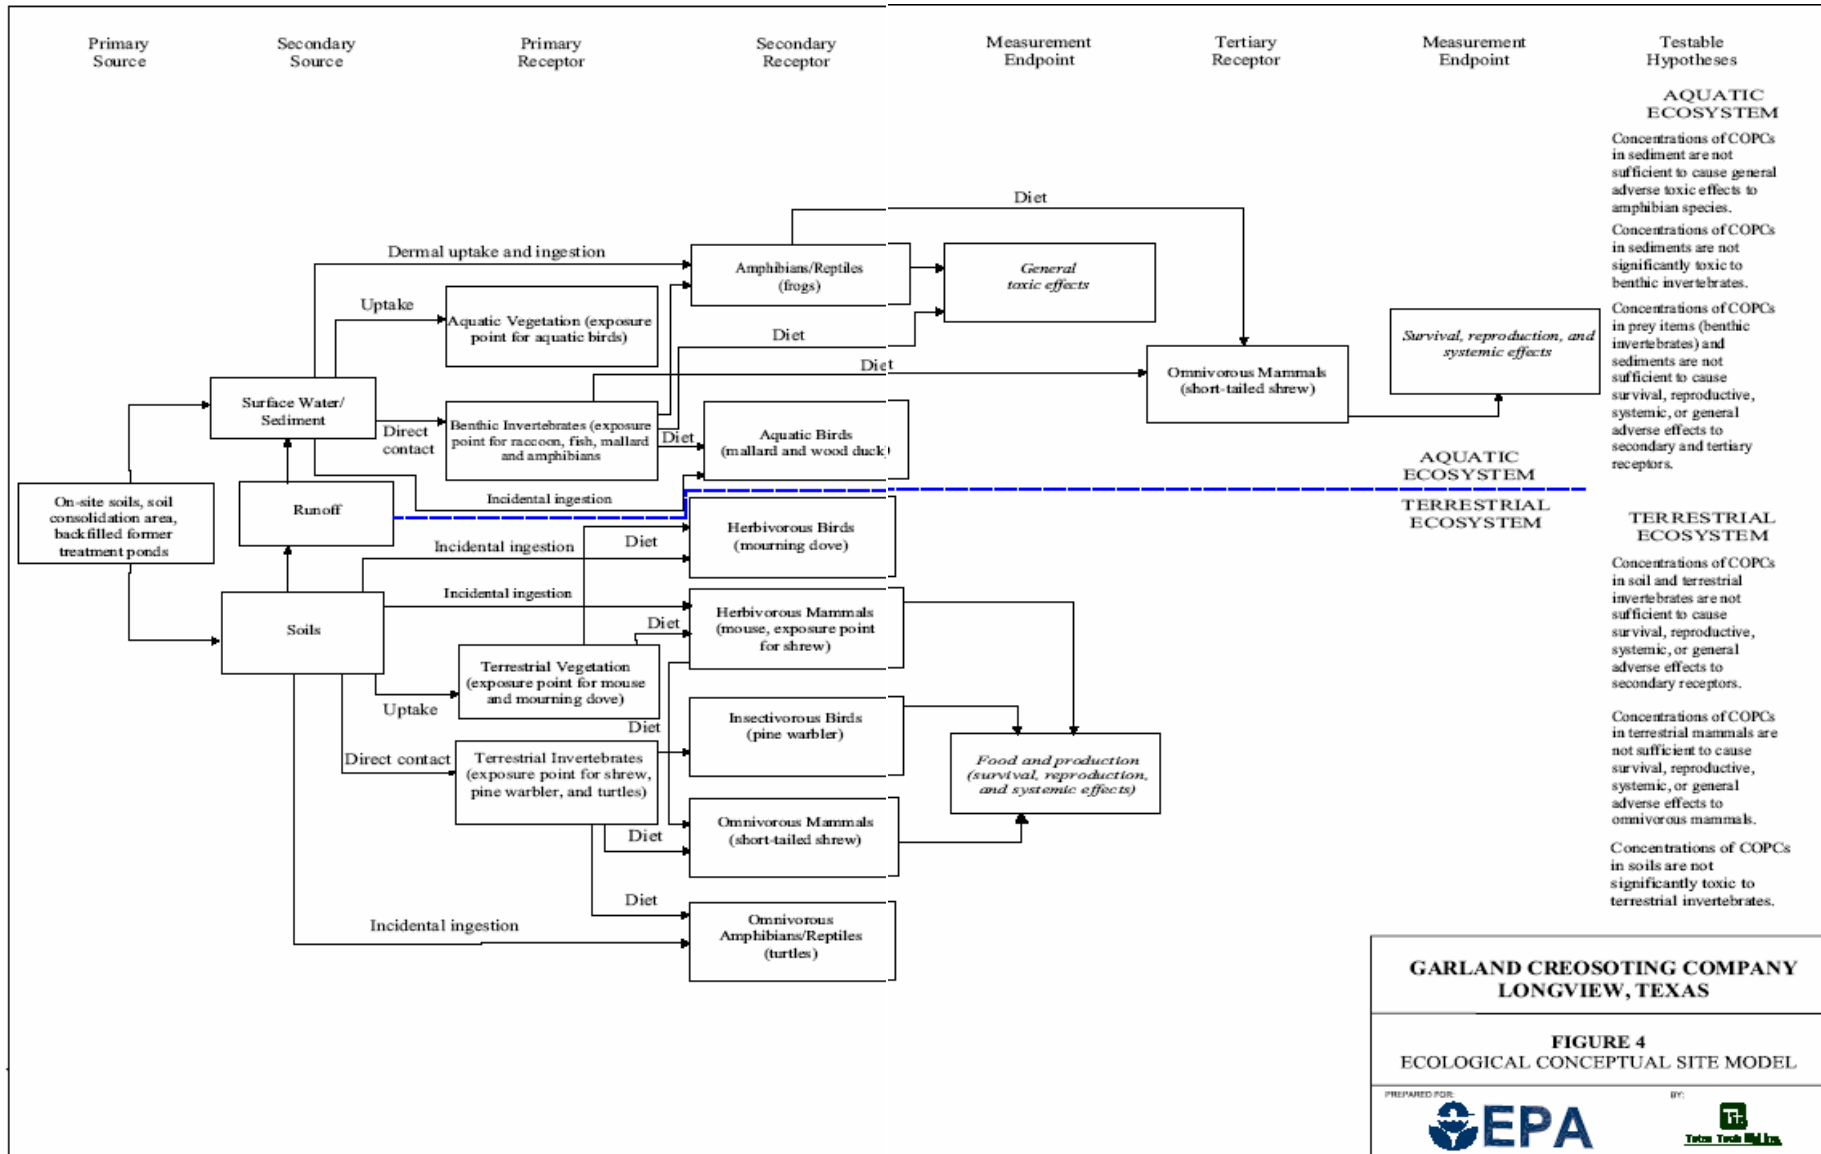 Primary
Source
Secondary
Source
Primary
Receptor
Secondary
Receptor
Measurement
Endpoint
Tertiary
Receptor
Measurement
Endpoint
Testable
Hypotheses
AQUATIC
ECOSYSTEM
Concentrations of COPCs
in sediment are not
sufficient to cause general
adverse toxic effects to
amphibian species.
Concentrations of COPCs
in sediments are not
significantly toxic to
benthic invertebrates.
Concentrations of COPCs
in prey items (benthic
invertebrates) and
sediments are not
sufficient to cause
survival, reproductive,
systemic, or general
adverse effects to
secondary and tertiary
receptors.
Diet
Dermal uptake and ingestion
Amphibians/Reptiles
(frogs)
General
toxic effects
Uptake
Aquatic Vegetation (exposure
point for aquatic birds)
Diet
Diet
Survival, reproduction, and
systemic effects
Omnivorous Mammals
(short-tailed shrew)
Surface Water/
Sediment
Direct
contact
Benthic Invertebrates (exposure
point for raccoon, fish, mallard
and amphibians
Diet
Aquatic Birds
(mallard and wood duck)
AQUATIC
ECOSYSTEM
Incidental ingestion
On-site soils, soil
consolidation area,
backfilled former
treatment ponds
Runoff
TERRESTRIAL
ECOSYSTEM
Herbivorous Birds
(mourning dove)
Diet
Incidental ingestion
Incidental ingestion
Soils
Herbivorous Mammals
(mouse, exposure point
for shrew)
Diet
Terrestrial Vegetation
(exposure point for mouse
and mourning dove)
Uptake
Insectivorous Birds
(pine warbler)
Diet
Direct contact
Terrestrial Invertebrates
(exposure point for shrew,
pine warbler, and turtles)
Food and production
(survival, reproduction,
and systemic effects)
Omnivorous Mammals
(short-tailed shrew)
Diet
Diet
Incidental ingestion
Omnivorous
Amphibians/Reptiles
(turtles)
TERRESTRIAL
ECOSYSTEM
Concentrations of COPCs
in soil and terrestrial
invertebrates are not
sufficient to cause
survival, reproductive,
systemic, or general
adverse effects to
secondary receptors.
Concentrations of COPCs
in terrestrial mammals are
not sufficient to cause
survival, reproductive,
systemic, or general
adverse effects to
omnivorous mammals.
Concentrations of COPCs
in soils are not
significantly toxic to
terrestrial invertebrates.
GARLAND CREOSOTING COMPANY
LONGVIEW, TEXAS
FIGURE 4
ECOLOGICAL CONCEPTUAL SITE MODEL
PREPARED FOR:
EPA
BY:
Tt
Tetra Tech EM Inc.